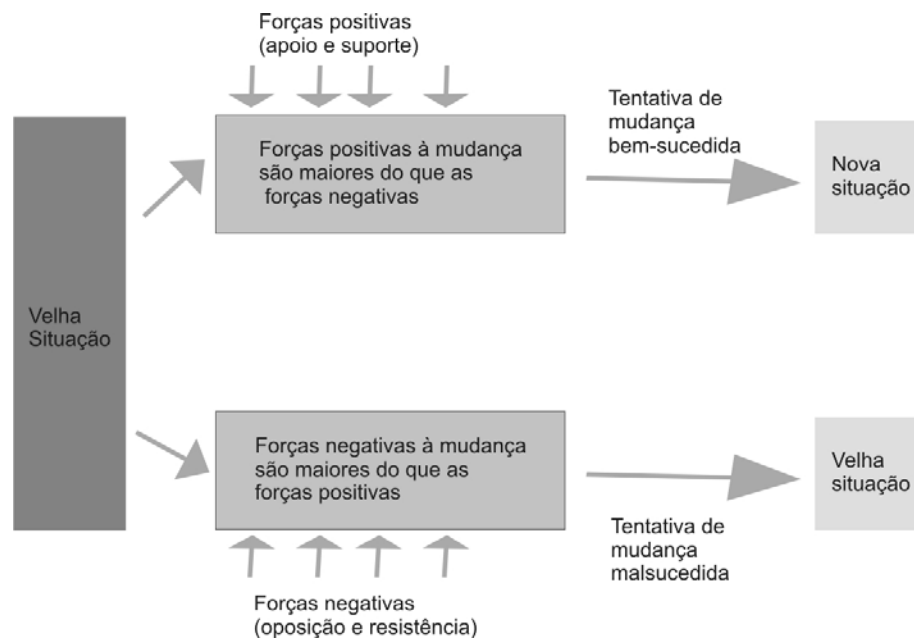 Forças positivas
(apoio e suporte)
Forças positivas à mudança
são maiores do que as
forças negativas
Tentativa de
mudança
bem-sucedida
Nova
situação
Velha
Situação
Forças negativas à mudança
são maiores do que as
forças positivas
Velha
situação
Tentativa de
mudança
malsucedida
Forças negativas
(oposição e resistência)